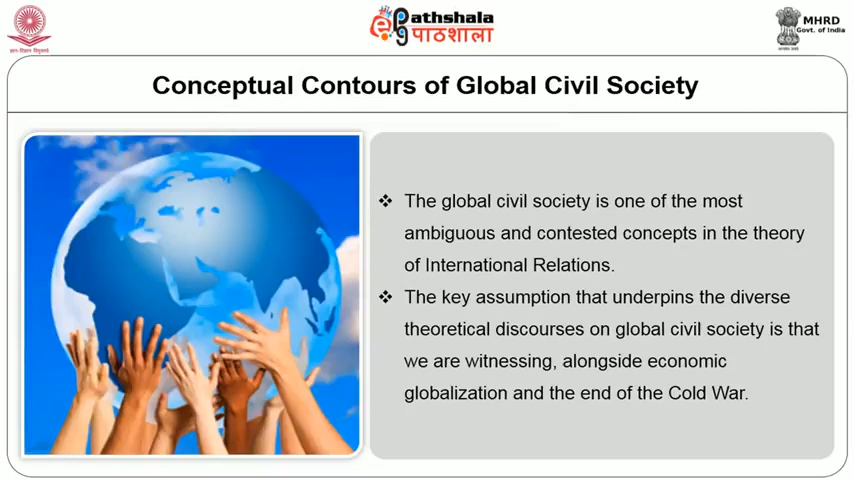 ePGpathshala
पाठशाला
MHRD
Govt. of India
Conceptual Contours of Global Civil Society
❖ The global civil society is one of the most
ambiguous and contested concepts in the theory
of International Relations.
❖ The key assumption that underpins the diverse
theoretical discourses on global civil society is that
we are witnessing, alongside economic
globalization and the end of the Cold War.